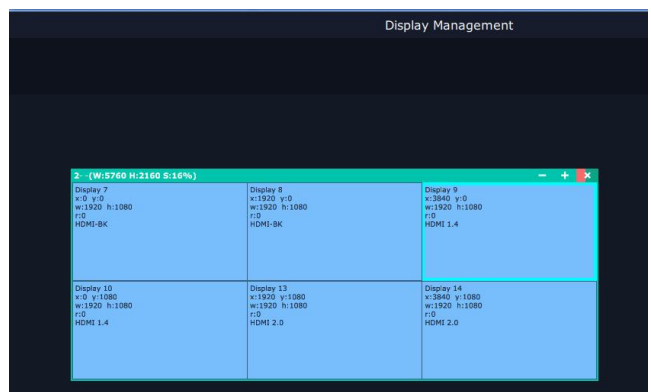 Display Management
2- -(W:5760 H:2160 S:16%)
Display 7
x:0 y:0
w:1920 h:1080
r:0
HDMI-BK
Display 8
x:1920 y:0
w:1920 h:1080
r:0
HDMI-BK
Display 9
x:3840 y:0
w:1920 h:1080
r:0
HDMI 1.4
Display 10
x:0 y:1080
w:1920 h:1080
r:0
HDMI 1.4
Display 13
x:1920 y:1080
w:1920 h:1080
r:0
HDMI 2.0
Display 14
x:3840 y:1080
w:1920 h:1080
r:0
HDMI 2.0